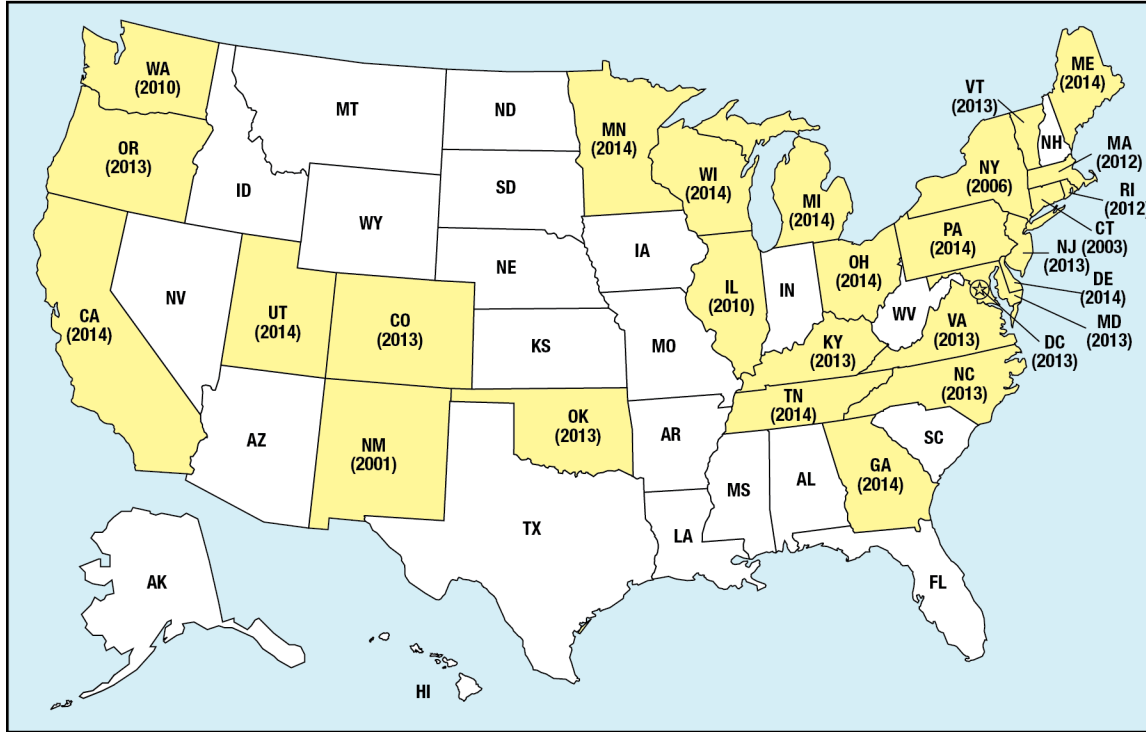 WA
(2010)
MT
ND
MN
(2014)
VT
(2013)
ME
(2014)
OR
(2013)
ID
SD
WI
(2014)
MI
(2014)
NY
(2006)
NH
MA
(2012)
RI
(2012)
CT
(2003)
WY
IA
PA
(2014)
NJ
(2013)
NE
IL
(2010)
IN
OH
(2014)
DE
(2014)
CA
(2014)
NV
UT
(2014)
CO
(2013)
KS
MO
KY
(2013)
WV
VA
(2013)
MD
(2013)
DC
(2013)
AZ
NM
(2001)
OK
(2013)
AR
TN
(2014)
NC
(2013)
SC
TX
LA
MS
AL
GA
(2014)
FL
AK
HI